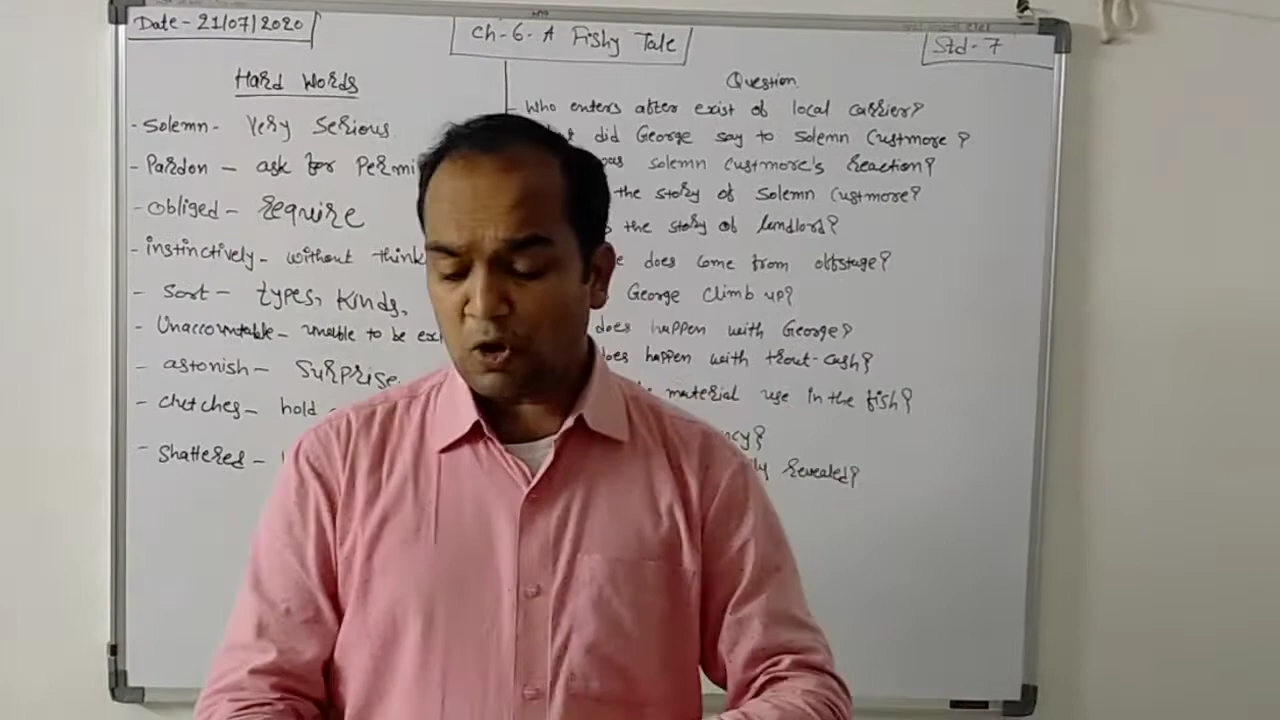 Date - 21/07/2020
Ch-6- A Fishy Tale
Std-7
Hard Words
- Solemn - Very Serious
- Pardon - ask for
- Obliged - Require
- instinctively - without
- Sort - types, Kinds,
- Unaccountable - unable to be
- astonish - Surprise.
- Clutches - hold
- Shattered -
Question
- Who enters after exist of local carrier?
did George say to Solemn Custmore?
solemn Custmore's Reaction?
the story of Solemn Custmore?
the story of landlord?
does come from offstage?
George Climb up?
does happen with George?
does happen with trout-cash?
material use in the fish?
revealed?